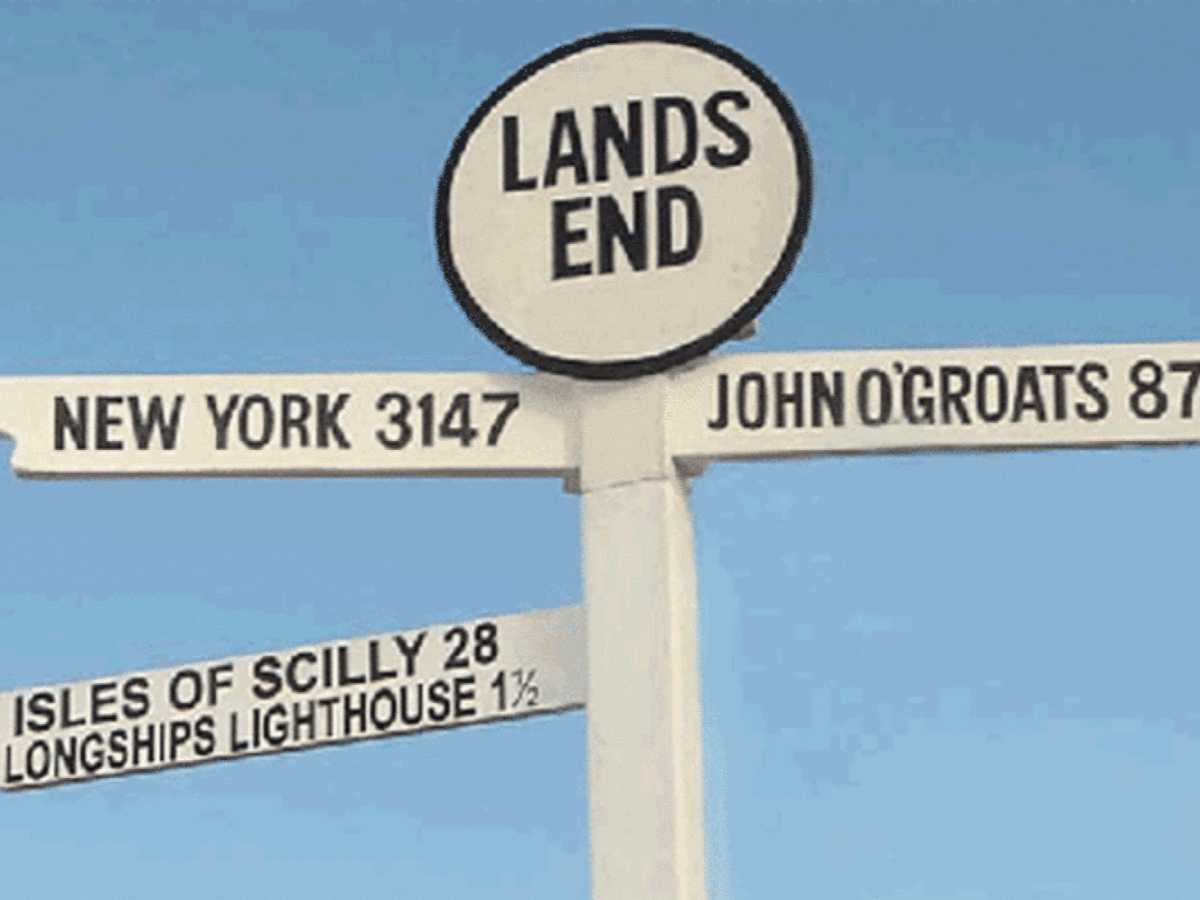 LANDS
END
NEW YORK 3147
JOHN O'GROATS 87
ISLES OF SCILLY 28
LONGSHIPS LIGHTHOUSE 1½